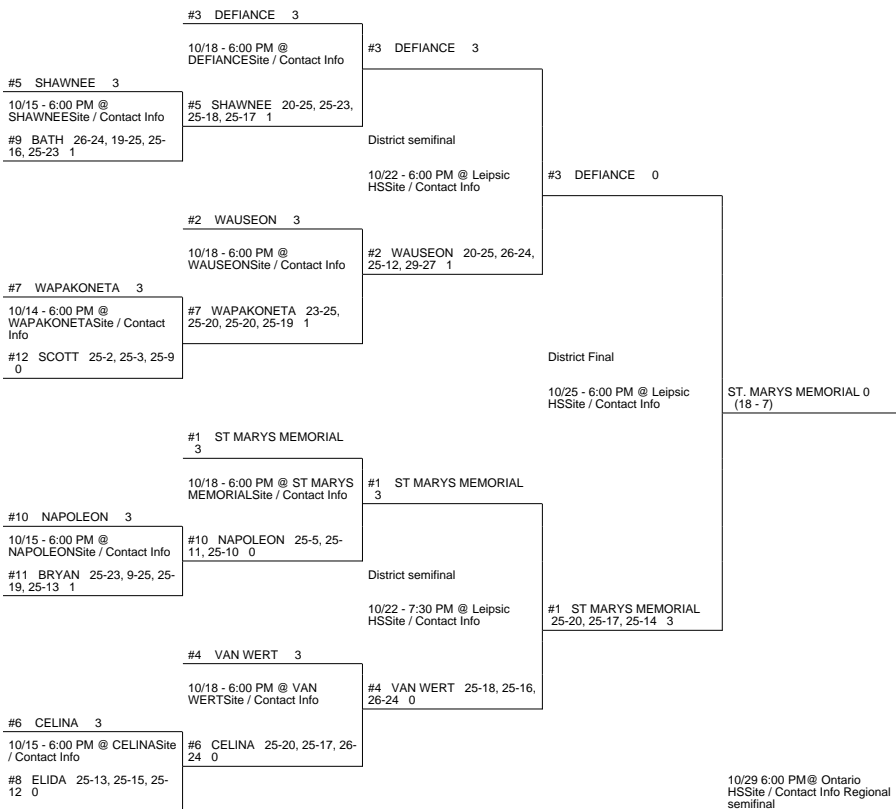 #3 DEFIANCE 3
10/18 - 6:00 PM @
DEFIANCESite / Contact Info
#3 DEFIANCE 3
#5 SHAWNEE 3
10/15 - 6:00 PM @
SHAWNEESite / Contact Info
#5 SHAWNEE 20-25, 25-23,
25-18, 25-17 1
#9 BATH 26-24, 19-25, 25-
16, 25-23 1
District semifinal
10/22 - 6:00 PM @ Leipsic
HSSite / Contact Info
#3 DEFIANCE 0
#2 WAUSEON 3
10/18 - 6:00 PM @
WAUSEONSite / Contact Info
#2 WAUSEON 20-25, 26-24,
25-12, 29-27 1
#7 WAPAKONETA 3
10/14 - 6:00 PM @
WAPAKONETASite / Contact
Info
#7 WAPAKONETA 23-25,
25-20, 25-20, 25-19 1
#12 SCOTT 25-2, 25-3, 25-9
0
District Final
10/25 - 6:00 PM @ Leipsic
HSSite / Contact Info
ST. MARYS MEMORIAL 0
(18 - 7)
#1 ST MARYS MEMORIAL
3
10/18 - 6:00 PM @ ST MARYS
MEMORIALSite / Contact Info
#1 ST MARYS MEMORIAL
3
#10 NAPOLEON 3
10/15 - 6:00 PM @
NAPOLEONSite / Contact Info
#10 NAPOLEON 25-5, 25-
11, 25-10 0
#11 BRYAN 25-23, 9-25, 25-
19, 25-13 1
District semifinal
10/22 - 7:30 PM @ Leipsic
HSSite / Contact Info
#1 ST MARYS MEMORIAL
25-20, 25-17, 25-14 3
#4 VAN WERT 3
10/18 - 6:00 PM @ VAN
WERTSite / Contact Info
#4 VAN WERT 25-18, 25-16,
26-24 0
#6 CELINA 3
10/15 - 6:00 PM @ CELINASite
/ Contact Info
#6 CELINA 25-20, 25-17, 26-
24 0
#8 ELIDA 25-13, 25-15, 25-
12 0
10/29 6:00 PM@ Ontario
HSSite / Contact Info Regional
semifinal